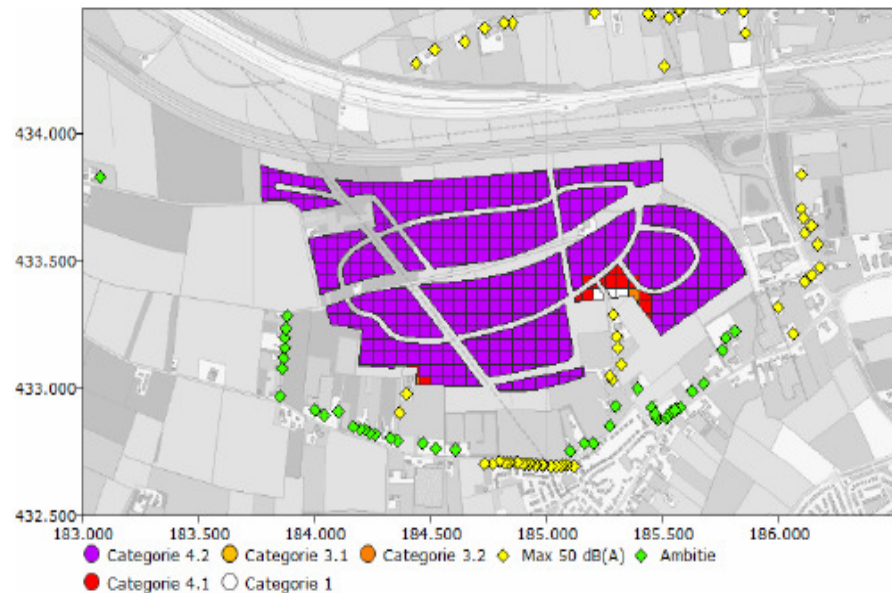 434.000
433.500
433.000
432.500
183.000 183.500 184.000 184.500 185.000 185.500 186.000
Categorie 4.2 Categorie 3.1 Categorie 3.2 Max 50 dB(A) Ambitie
Categorie 4.1 Categorie 1